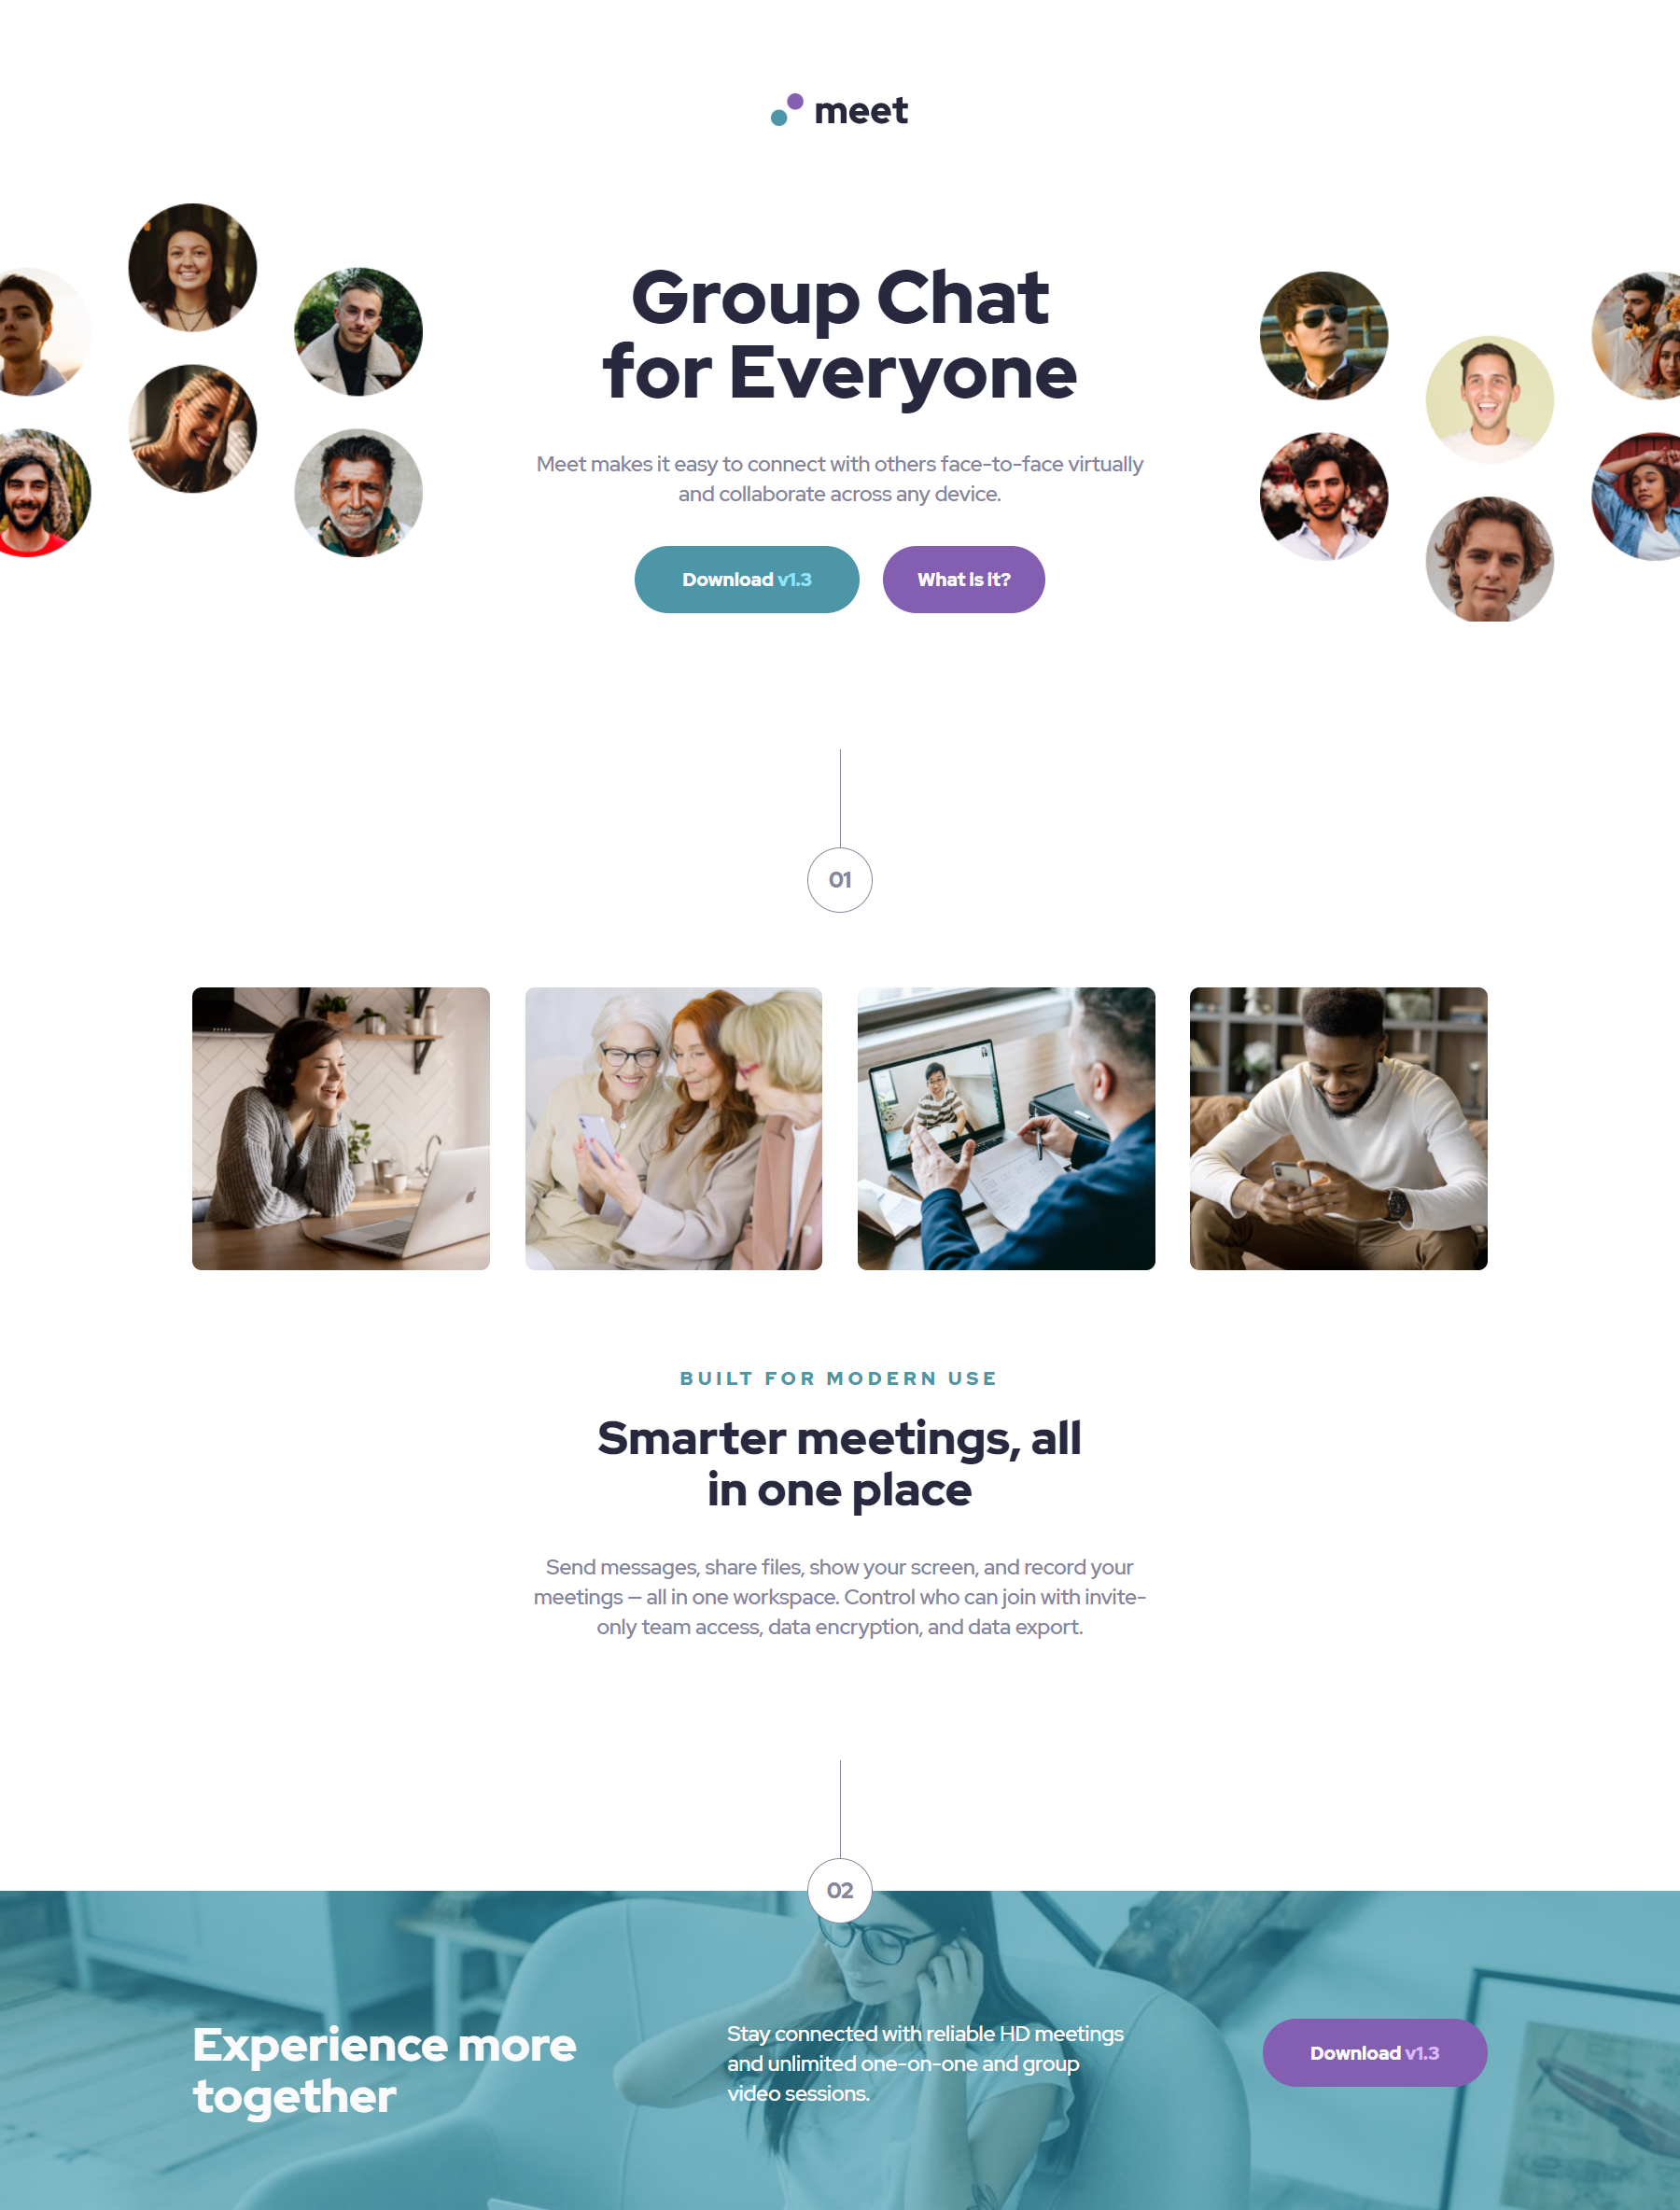 meet
Group Chat
for Everyone
Meet makes it easy to connect with others face-to-face virtually
and collaborate across any device.
Download v1.3
What is it?
01
BUILT FOR MODERN USE
Smarter meetings, all
in one place
Send messages, share files, show your screen, and record your
meetings — all in one workspace. Control who can join with invite-
only team access, data encryption, and data export.
02
Experience more
together
Stay connected with reliable HD meetings
and unlimited one-on-one and group
video sessions.
Download v1.3